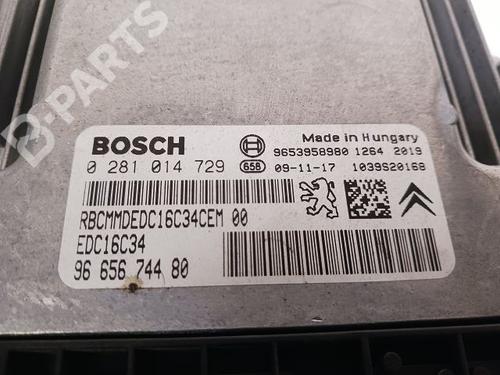 B-PARTS
BOSCH
Made in Hungary
9653958980 1264 2019
0 281 014 729 656 09-11-17 1039S20168
RBCMMDEDC16C34CEM 00
EDC16C34
96 656 744 80